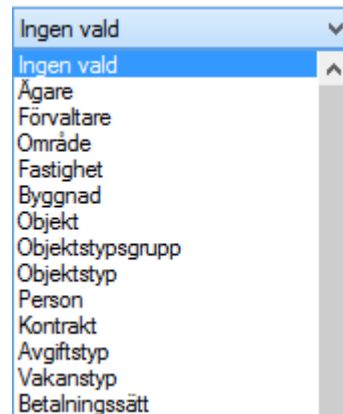 Ingen vald
Ingen vald
Ägare
Förvaltare
Område
Fastighet
Byggnad
Objekt
Objektstypsgrupp
Objektstyp
Person
Kontrakt
Avgiftstyp
Vakanstyp
Betalningssätt